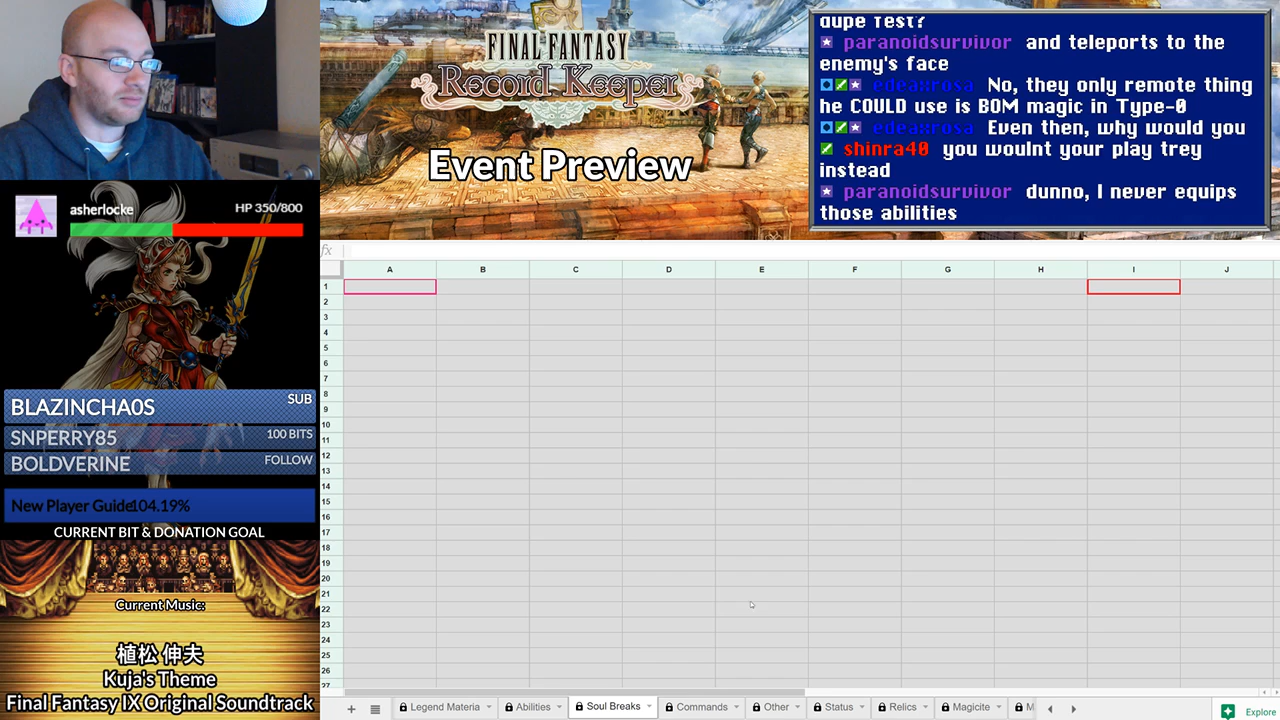 FINAL FANTASY
Record Keeper
Event Preview
dupe Test?
paranoidsurvivor and teleports to the
enemy's face
edeaxrosa No, they only remote thing
he COULD use is BOM magic in Type-0
edeaxrosa Even then, why would you
shinra40 you woulnt your play trey
instead
paranoidsurvivor dunno, I never equips
those abilities
asherlocke HP 350/800
BLAZINCHA0S SUB
SNPERRY85 100 BITS
BOLDVERINE FOLLOW
New Player Guide104.19%
CURRENT BIT & DONATION GOAL
Current Music:
植松 伸夫
Kuja's Theme
Final Fantasy IX Original Soundtrack
fx
A B C D E F G H I J
1
2
3
4
5
6
7
8
9
10
11
12
13
14
15
16
17
18
19
20
21
22
23
24
25
26
27
Legend Materia Abilities Soul Breaks Commands Other Status Relics Magicite M
Explore